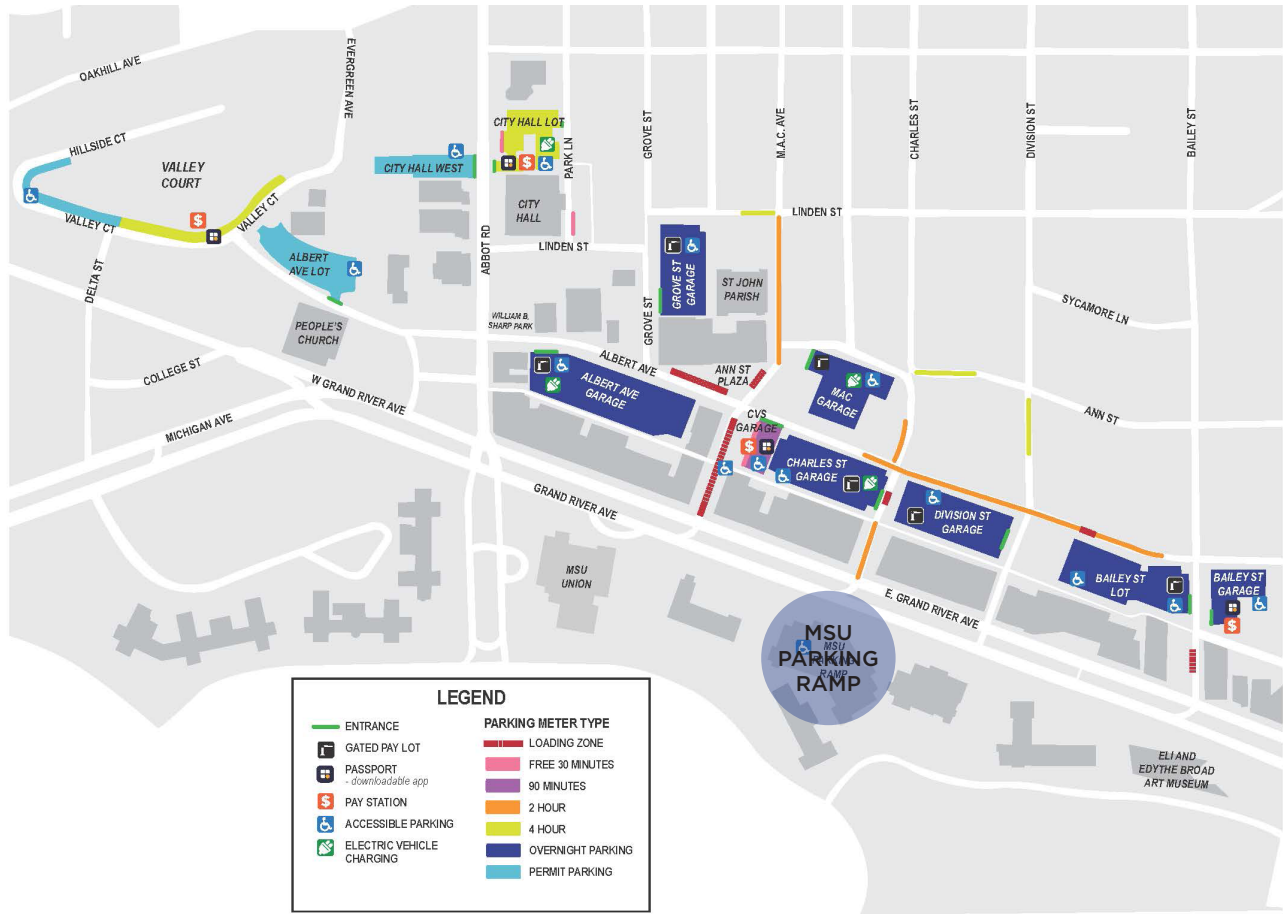 OAKHILL AVE
EVERGREEN AVE
HILLSIDE CT
VALLEY
COURT
VALLEY CT
VALLEY CT
DELTA ST
COLLEGE ST
MICHIGAN AVE
W GRAND RIVER AVE
ALBERT
AVE LOT
PEOPLE'S
CHURCH
CITY HALL WEST
CITY HALL LOT
CITY
HALL
ABBOT RD
PARK LN
GROVE ST
M.A.C. AVE
CHARLES ST
DIVISION ST
BAILEY ST
LINDEN ST
LINDEN ST
GROVE ST
GROVE ST
GARAGE
ST JOHN
PARISH
SYCAMORE LN
WILLIAM B.
SHARP PARK
ALBERT AVE
ANN ST
PLAZA
ALBERT AVE
GARAGE
MAC
GARAGE
ANN ST
CVS
GARAGE
CHARLES ST
GARAGE
DIVISION ST
GARAGE
BAILEY ST
LOT
BAILEY ST
GARAGE
GRAND RIVER AVE
E. GRAND RIVER AVE
MSU
UNION
MSU
PARKING
RAMP
MSU
PARKING
RAMP
ELI AND
EDYTHE BROAD
ART MUSEUM
LEGEND
ENTRANCE
GATED PAY LOT
PASSPORT
- downloadable app
$ PAY STATION
ACCESSIBLE PARKING
ELECTRIC VEHICLE
CHARGING
PARKING METER TYPE
LOADING ZONE
FREE 30 MINUTES
90 MINUTES
2 HOUR
4 HOUR
OVERNIGHT PARKING
PERMIT PARKING